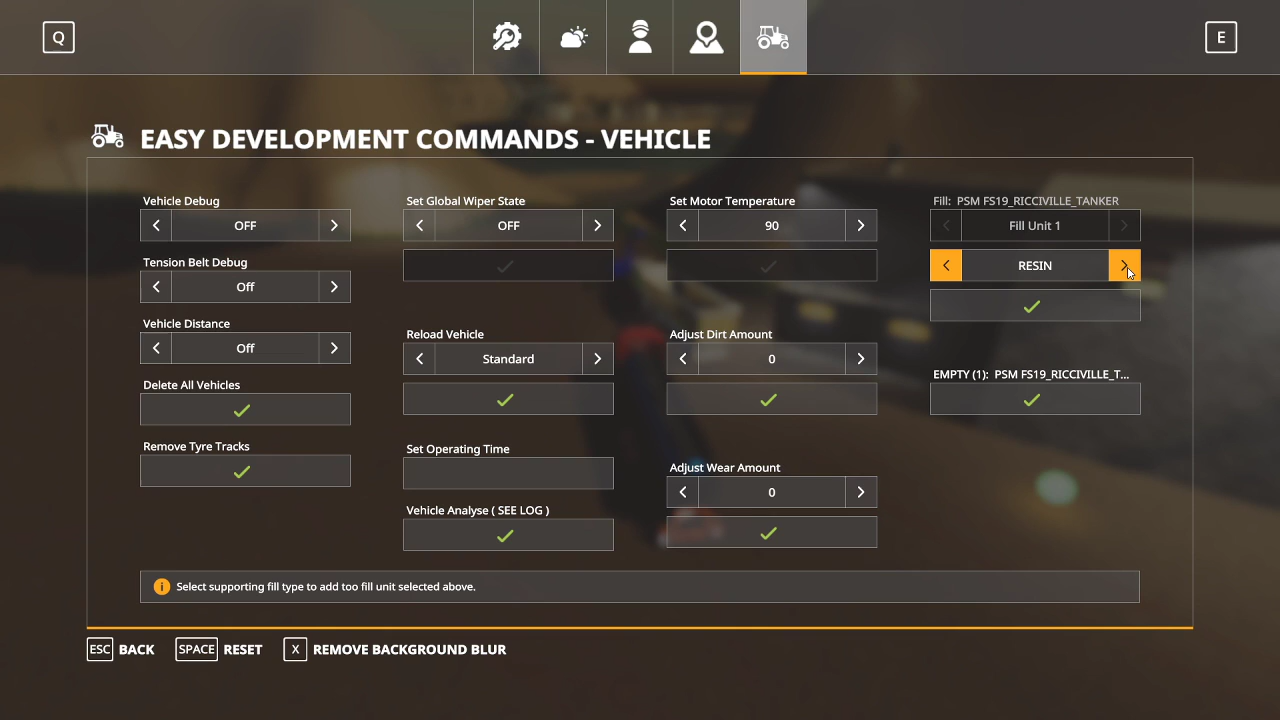 Q
E
EASY DEVELOPMENT COMMANDS - VEHICLE
Vehicle Debug
OFF
Tension Belt Debug
Off
Vehicle Distance
Off
Delete All Vehicles
Remove Tyre Tracks
Set Global Wiper State
OFF
Reload Vehicle
Standard
Set Operating Time
Vehicle Analyse ( SEE LOG )
Set Motor Temperature
90
Adjust Dirt Amount
0
Adjust Wear Amount
0
Fill: PSM FS19_RICCIVILLE_TANKER
Fill Unit 1
RESIN
EMPTY (1): PSM FS19_RICCIVILLE_T...
Select supporting fill type to add too fill unit selected above.
ESC BACK SPACE RESET X REMOVE BACKGROUND BLUR